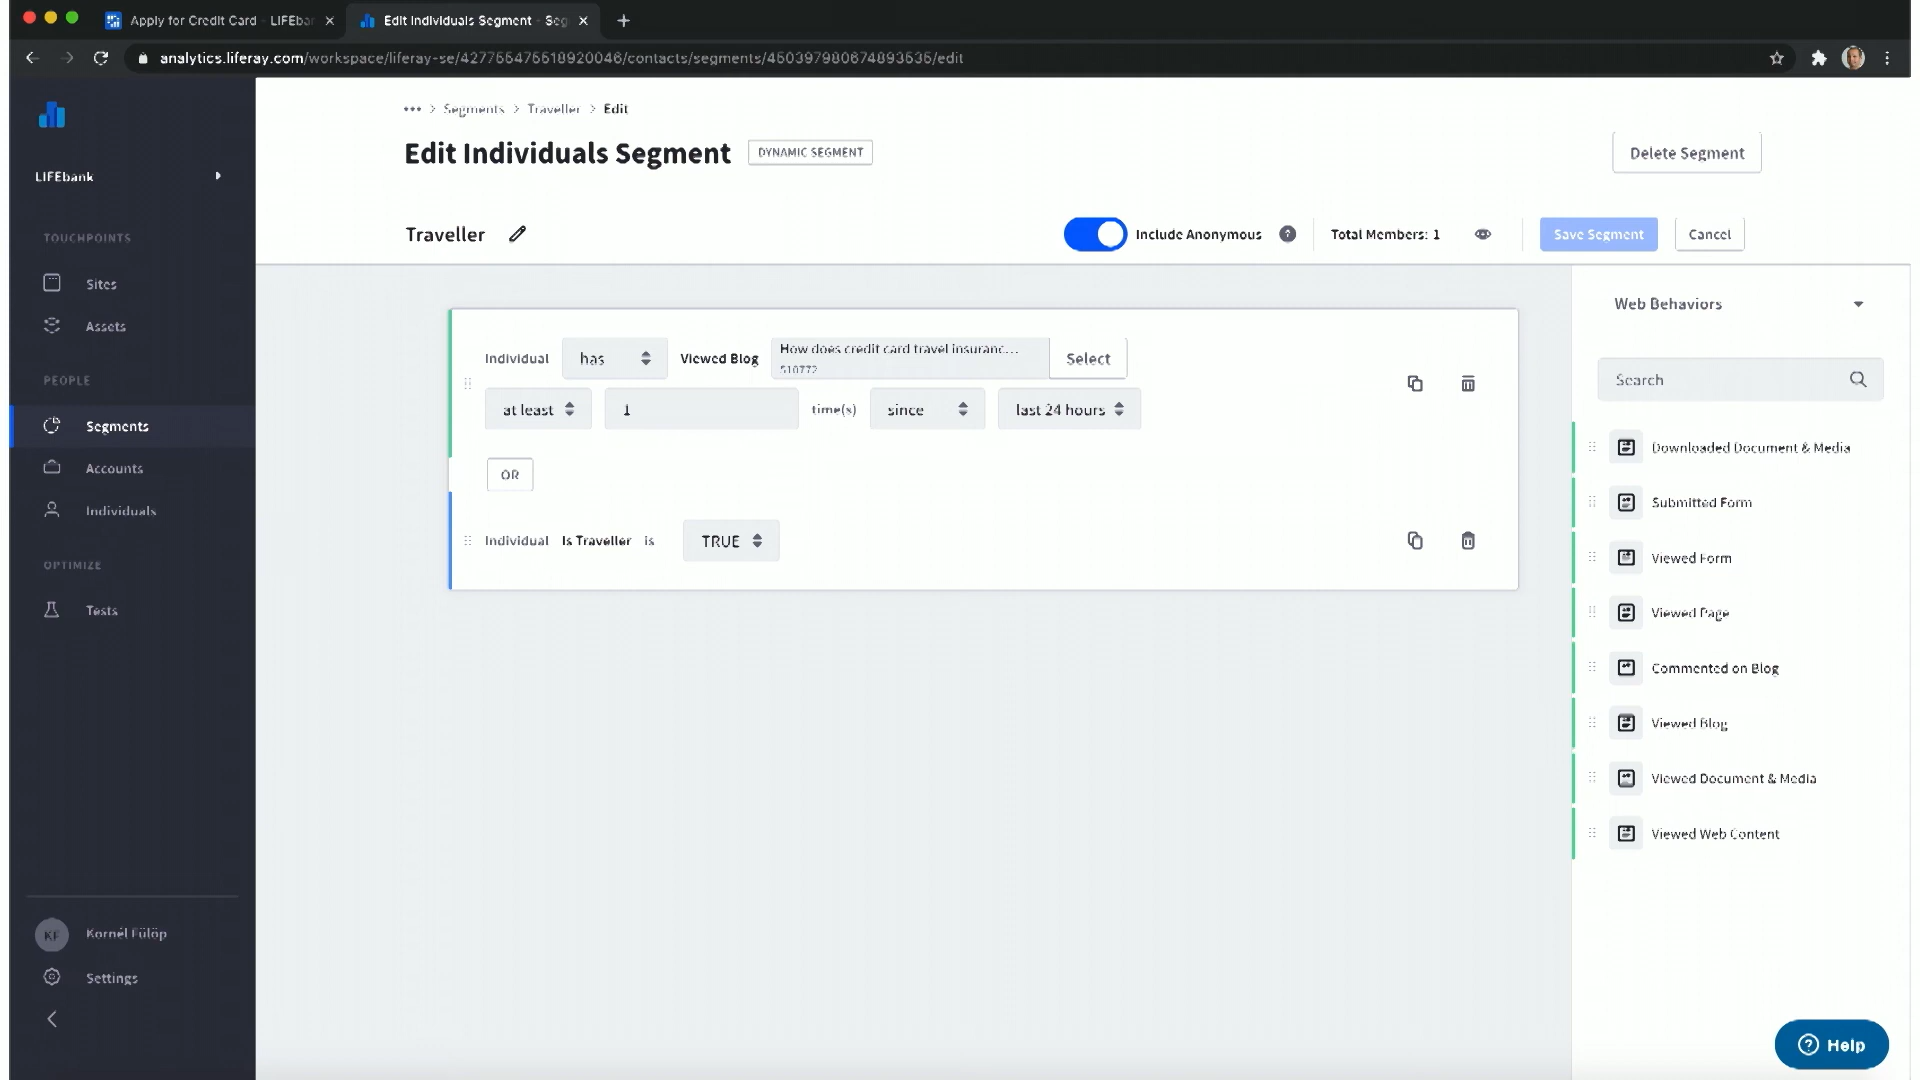 Apply for Credit Card - LIFEba
Edit Individuals Segment - Seg
analytics.liferay.com/workspace/liferay-se/427755475518920046/contacts/segments/450397980674893535/edit
••• > Segments > Traveller > Edit
Edit Individuals Segment
DYNAMIC SEGMENT
Delete Segment
LIFEbank
Traveller
Include Anonymous
Total Members: 1
Save Segment
Cancel
TOUCHPOINTS
Sites
Assets
PEOPLE
Segments
Accounts
Individuals
OPTIMIZE
Tests
Kornél Fülöp
KF
Settings
Individual has Viewed Blog How does credit card travel insuranc... Select
510772
at least 1 time(s) since last 24 hours
OR
Individual Is Traveller is TRUE
Web Behaviors
Search
Downloaded Document & Media
Submitted Form
Viewed Form
Viewed Page
Commented on Blog
Viewed Blog
Viewed Document & Media
Viewed Web Content
? Help